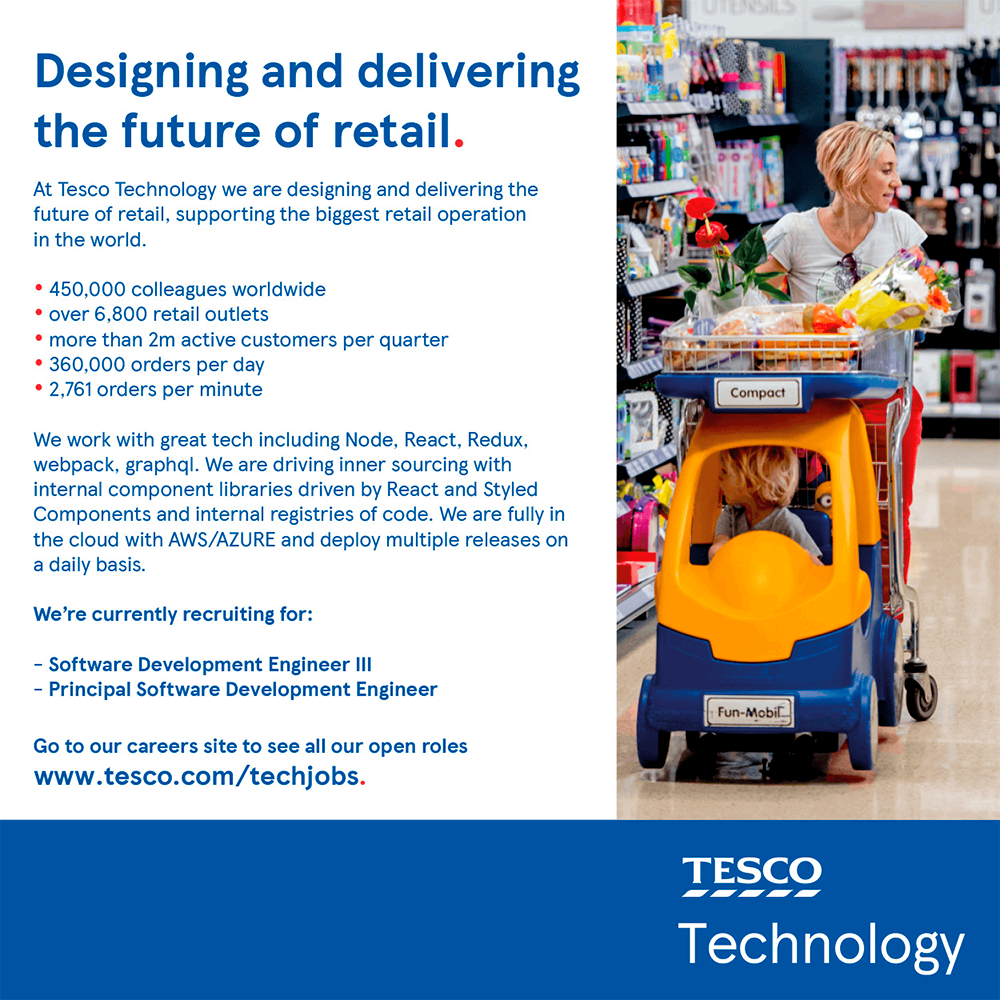 Designing and delivering
the future of retail.
At Tesco Technology we are designing and delivering the
future of retail, supporting the biggest retail operation
in the world.
• 450,000 colleagues worldwide
• over 6,800 retail outlets
• more than 2m active customers per quarter
• 360,000 orders per day
• 2,761 orders per minute
We work with great tech including Node, React, Redux,
webpack, graphql. We are driving inner sourcing with
internal component libraries driven by React and Styled
Components and internal registries of code. We are fully in
the cloud with AWS/AZURE and deploy multiple releases on
a daily basis.
We’re currently recruiting for:
- Software Development Engineer III
- Principal Software Development Engineer
Go to our careers site to see all our open roles
www.tesco.com/techjobs.
UTENSILS
Compact
Fun-Mobil
TESCO
Technology